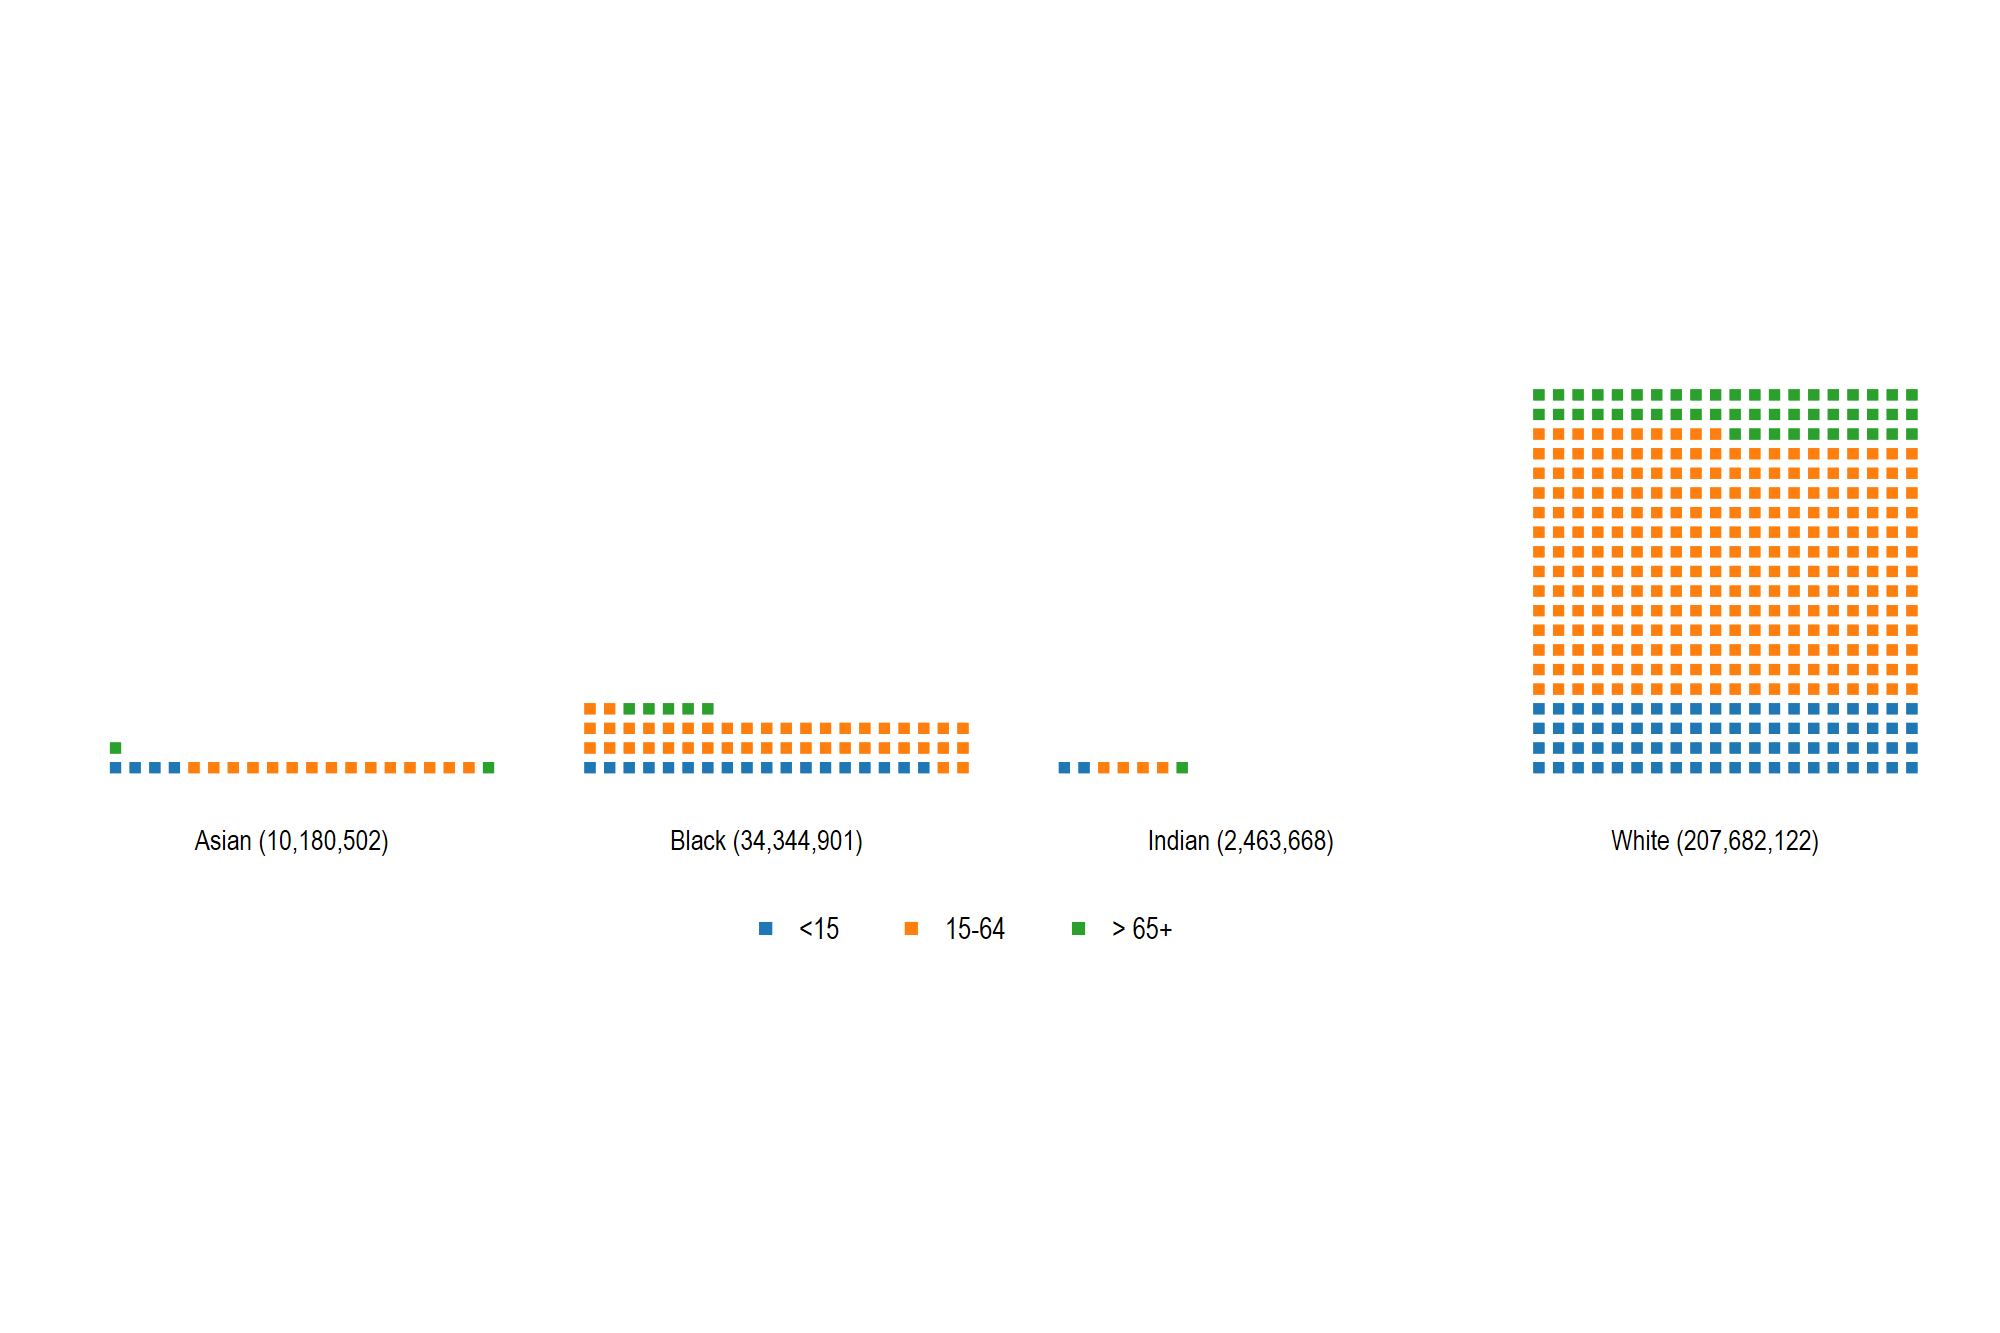 Asian (10,180,502)
Black (34,344,901)
Indian (2,463,668)
White (207,682,122)
<15
15-64
> 65+